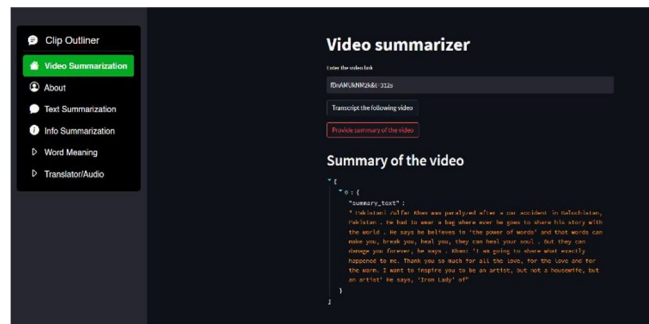 Clip Outliner
Video Summarization
About
Text Summarization
Info Summarization
Word Meaning
Translator/Audio
Video summarizer
Enter the video link
Transcript the following video
Provide summary of the video
Summary of the video
[
0 : {
"summary_text" :
" Pakistani Khan was paralyzed after a car accident in Balochistan,
Pakistan . He had to wear a bag where ever he goes to share his story with
the world . He says he believes in 'the power of words' and that words can
make you, break you, heal you, they can heal your soul . But they can
damage you forever, he says . Khan: 'I am going to share what exactly
happened to me. Thank you so much for all the love, for the love and for
the warm. I want to inspire you to be an artist, but not a housewife, but
an artist' He says, 'Iron Lady' of"
}
]